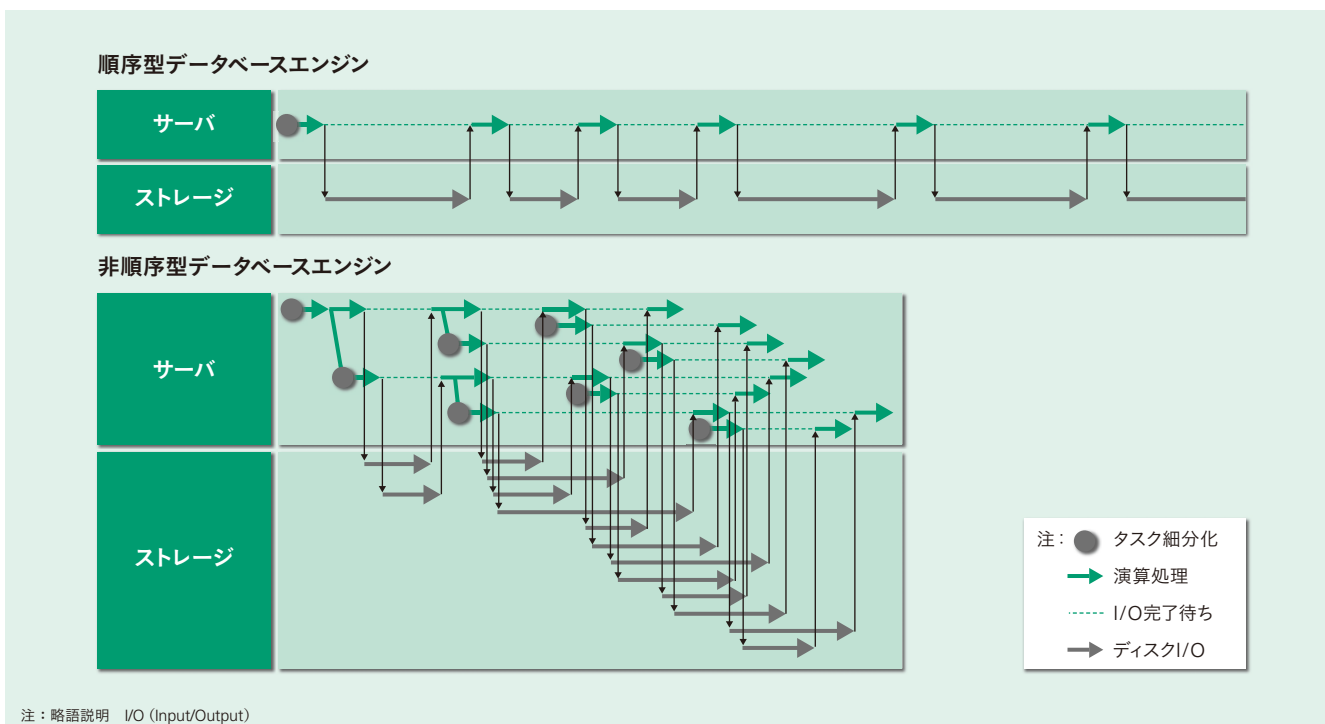 順序型データベースエンジン
サーバ
ストレージ
非順序型データベースエンジン
サーバ
ストレージ
注： タスク細分化
演算処理
I/O完了待ち
ディスクI/O
注：略語説明　I/O（Input/Output）